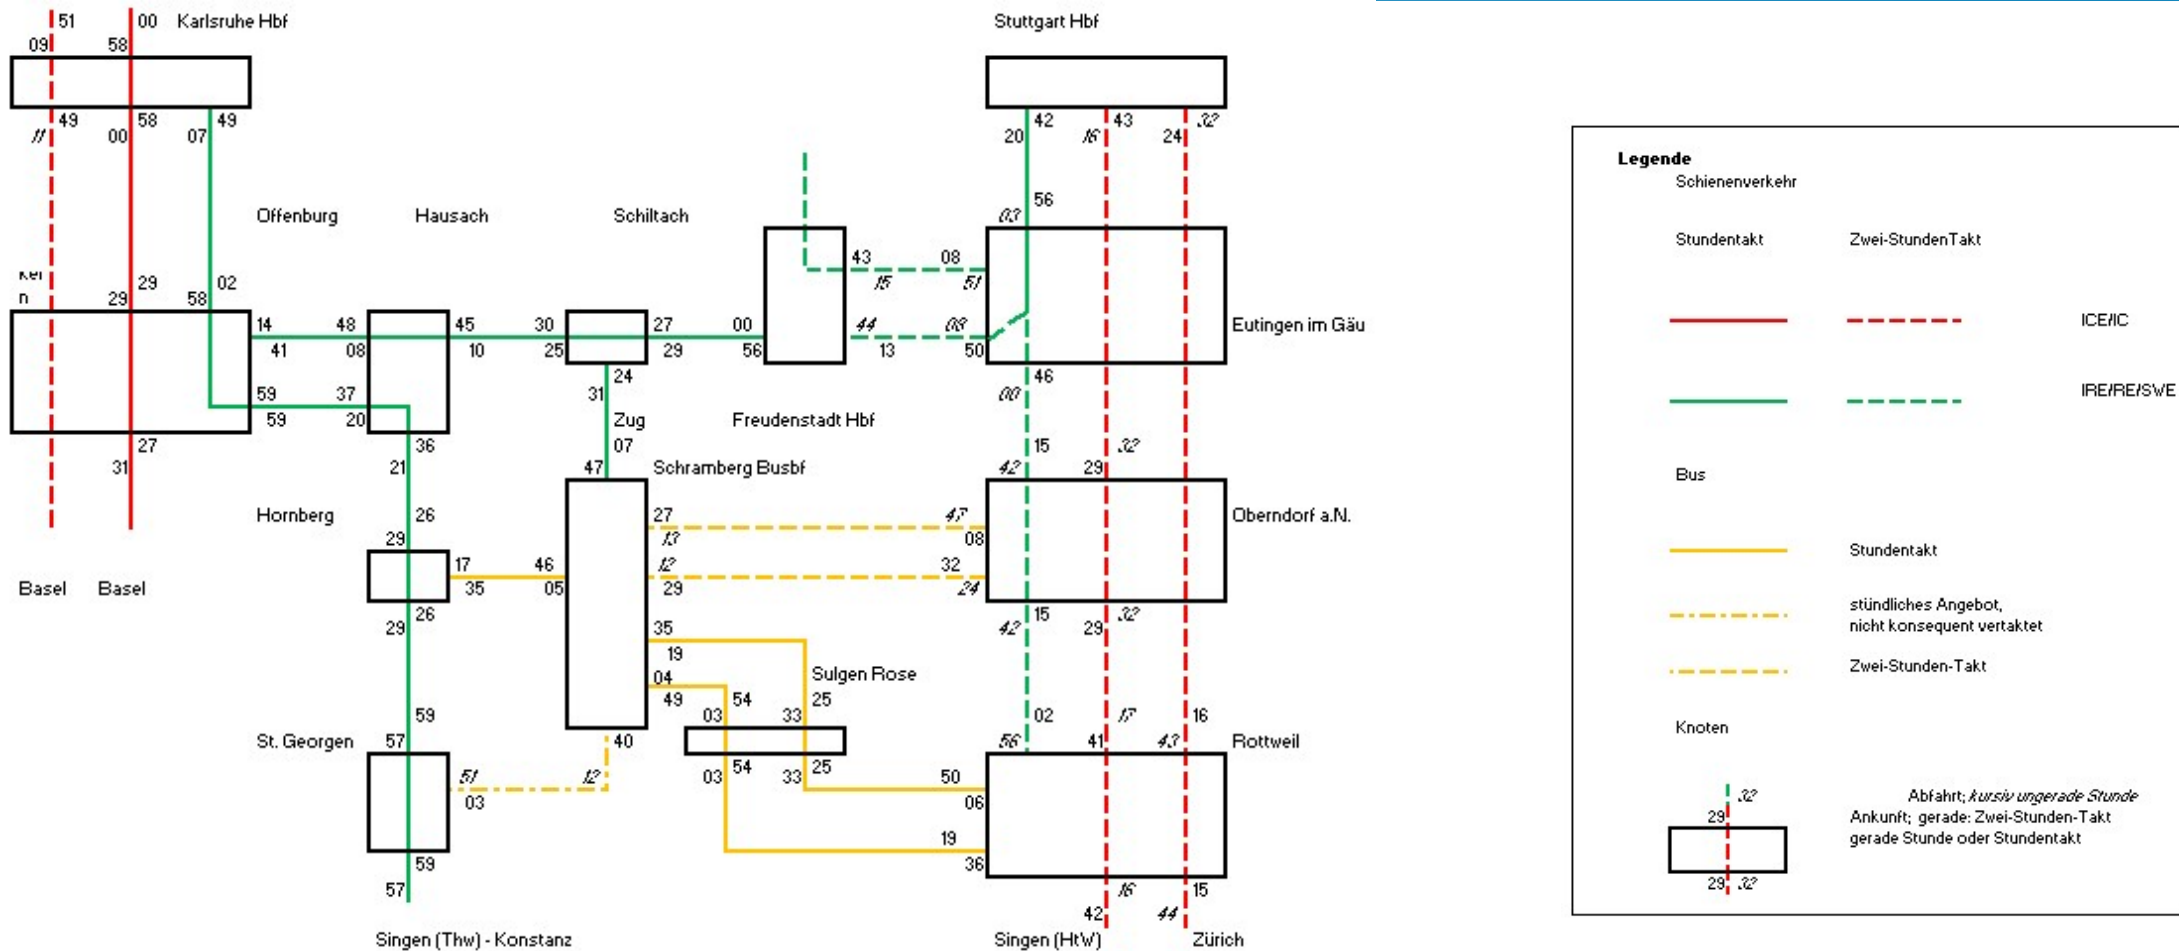 51 00 Karlsruhe Hbf Stuttgart Hbf
09 58
49 58 49 42 43 32
11 00 07 20 16 24
56
Offenburg Hausach Schiltach 03
43 08
15 51
29 02
n 29 58
14 48 45 30 27 00 44 08 Eutingen im Gäu
41 08 10 25 29 56 13 50
24 46
59 37 31 00
59 20 Zug Freudenstadt Hbf
27 36 07 15 32
31 21 47 Schramberg Busbf 42 29
Hornberg 26 27 47 Oberndorf a.N.
29 13 08
17 46 12 32
Basel Basel 35 05 29 24
26 15 32
29 35 42 29
19
04 Sulgen Rose
49 54 25
59 03 33 02 17 16
St. Georgen 57 40 56 41 43 Rottweil
54 25
51 12 03 33 50
03 06
19
59 36
57 16 15
42 44
Singen (Thw) - Konstanz Singen (HtW) Zürich
Legende
Schienenverkehr
Stundentakt Zwei-StundenTakt
ICE/IC
IRE/RE/SWE
Bus
Stundentakt
stündliches Angebot,
nicht konsequent vertaktet
Zwei-Stunden-Takt
Knoten
32 Abfahrt; kursiv ungerade Stunde
29 Ankunft; gerade: Zwei-Stunden-Takt
gerade Stunde oder Stundentakt
29 32